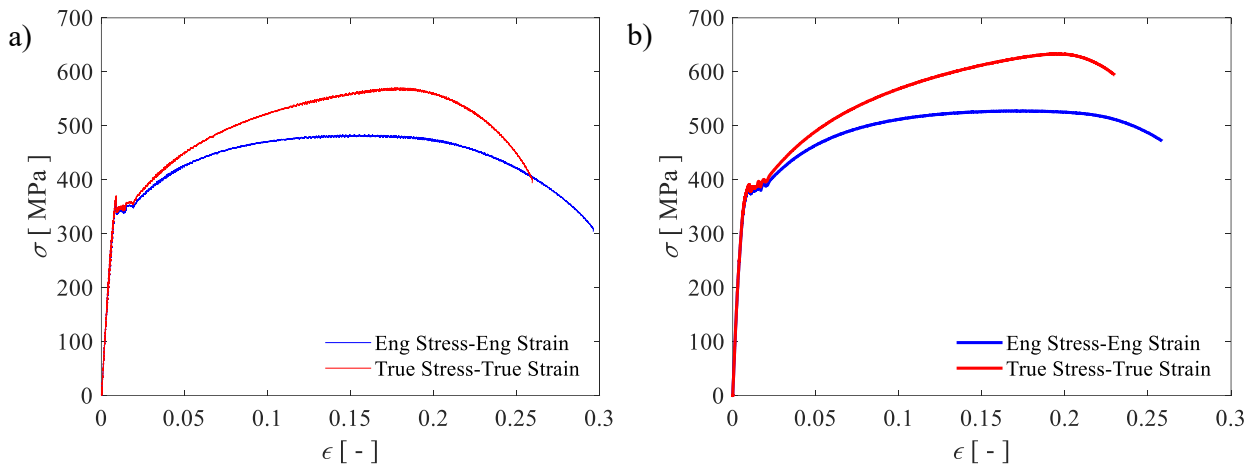 a)
700
600
500
400
300
200
100
0
σ [ MPa]
0 0.05 0.1 0.15 0.2 0.25 0.3
ϵ [ - ]
Eng Stress-Eng Strain
True Stress-True Strain
b)
700
600
500
400
300
200
100
0
σ [ MPa]
0 0.05 0.1 0.15 0.2 0.25 0.3
ϵ [ - ]
Eng Stress-Eng Strain
True Stress-True Strain